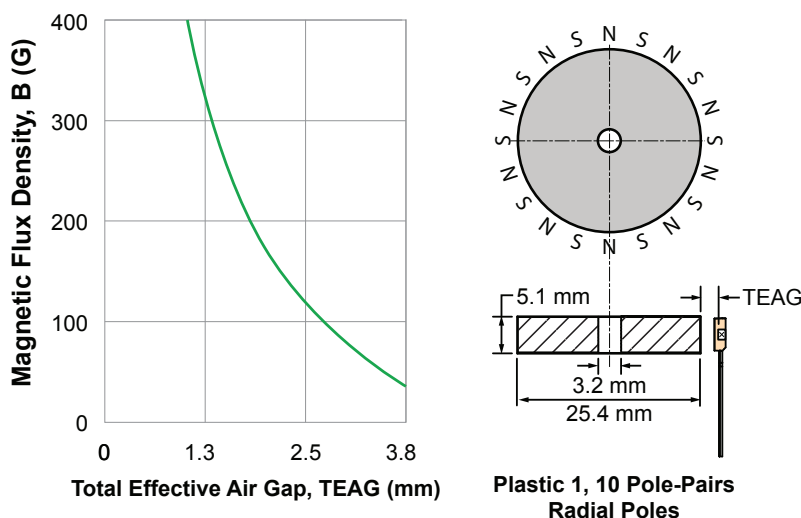 Magnetic Flux Density, B (G)
400
300
200
100
0
0
1.3
2.5
3.8
Total Effective Air Gap, TEAG (mm)
S N S N S N S N S N S
N S N S N S N S N
5.1 mm
TEAG
3.2 mm
25.4 mm
Plastic 1, 10 Pole-Pairs
Radial Poles